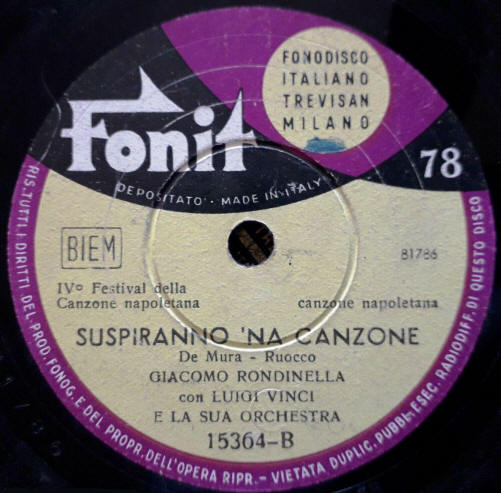 FONODISCO
ITALIANO
TREVISAN
MILANO
Fonit
78
DEPOSITATO · MADE IN ITALY
BIEM
81786
IVº Festival della
Canzone napoletana
canzone napoletana
SUSPIRANNO 'NA CANZONE
De Mura - Ruocco
GIACOMO RONDINELLA
con LUIGI VINCI
E LA SUA ORCHESTRA
15364-B
RIS. TUTTI I DIRITTI DEL PROD. FONOG. E DEL PROPR. DELL'OPERA RIPR. - VIETATA DUPLIC. PUBBL. ESEC. RADIODIFF. DI QUESTO DISCO